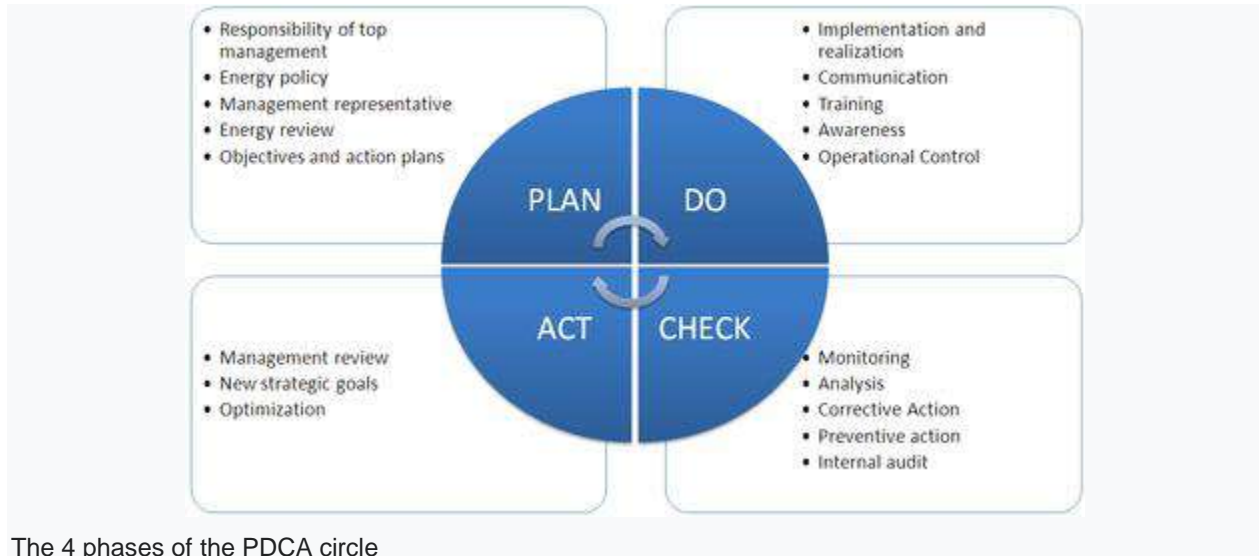 • Responsibility of top
management
• Energy policy
• Management representative
• Energy review
• Objectives and action plans
• Implementation and
realization
• Communication
• Training
• Awareness
• Operational Control
PLAN
DO
ACT
CHECK
• Management review
• New strategic goals
• Optimization
• Monitoring
• Analysis
• Corrective Action
• Preventive action
• Internal audit
The 4 phases of the PDCA circle